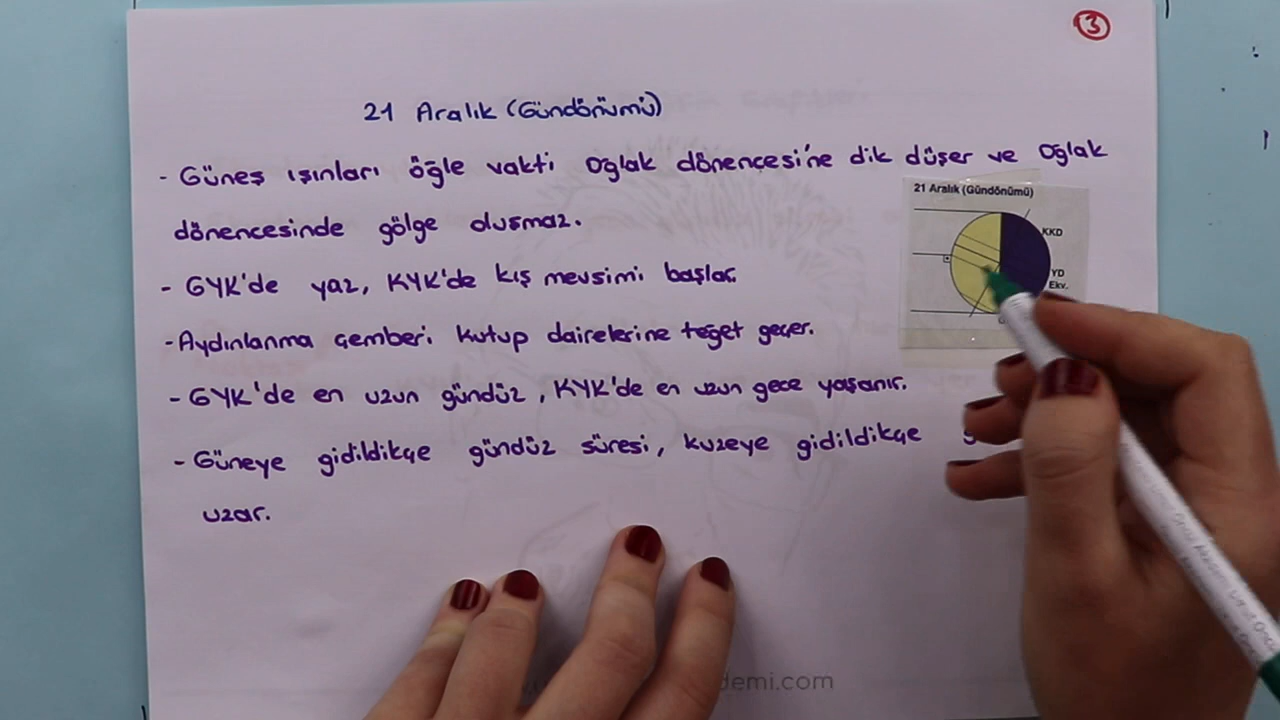 3
21 Aralık (Gündönümü)
- Güneş ışınları öğle vakti Oğlak dönencesi'ne dik düşer ve Oğlak
dönencesinde gölge oluşmaz.
- GYK'de yaz, KYK'de kış mevsimi başlar.
- Aydınlanma çemberi kutup dairelerine teğet geçer.
- GYK'de en uzun gündüz, KYK'de en uzun gece yaşanır.
- Güneye gidildikçe gündüz süresi, kuzeye gidildikçe
uzar.
21 Aralık (Gündönümü)
KKD
YD
Ekv.
demi.com